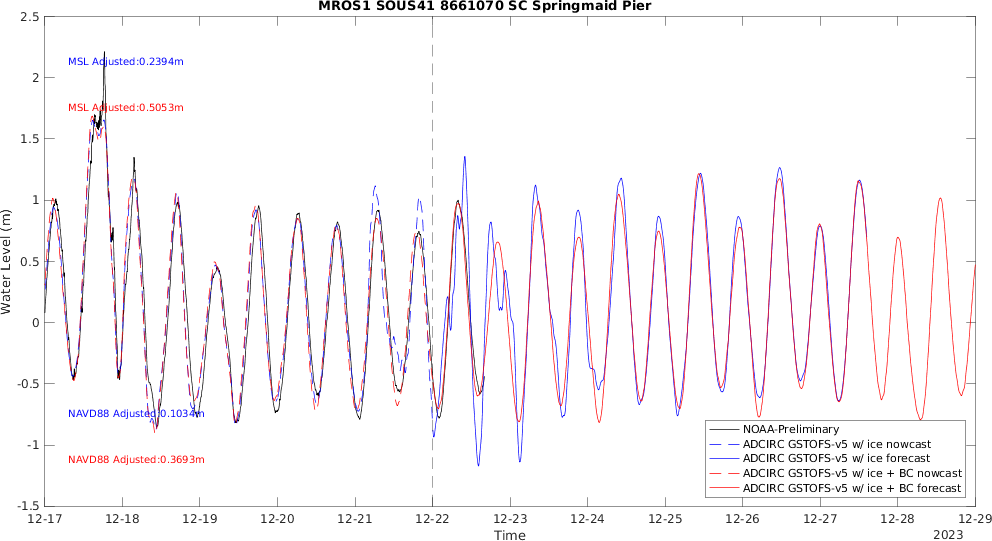 MROS1 SOUS41 8661070 SC Springmaid Pier
Water Level (m)
2.5
2
1.5
1
0.5
0
-0.5
-1
-1.5
MSL Adjusted:0.2394m
MSL Adjusted:0.5053m
NAVD88 Adjusted:0.1034m
NAVD88 Adjusted:0.3693m
NOAA-Preliminary
ADCIRC GSTOFS-v5 w/ ice nowcast
ADCIRC GSTOFS-v5 w/ ice forecast
ADCIRC GSTOFS-v5 w/ ice + BC nowcast
ADCIRC GSTOFS-v5 w/ ice + BC forecast
12-17 12-18 12-19 12-20 12-21 12-22 12-23 12-24 12-25 12-26 12-27 12-28 12-29
Time
2023